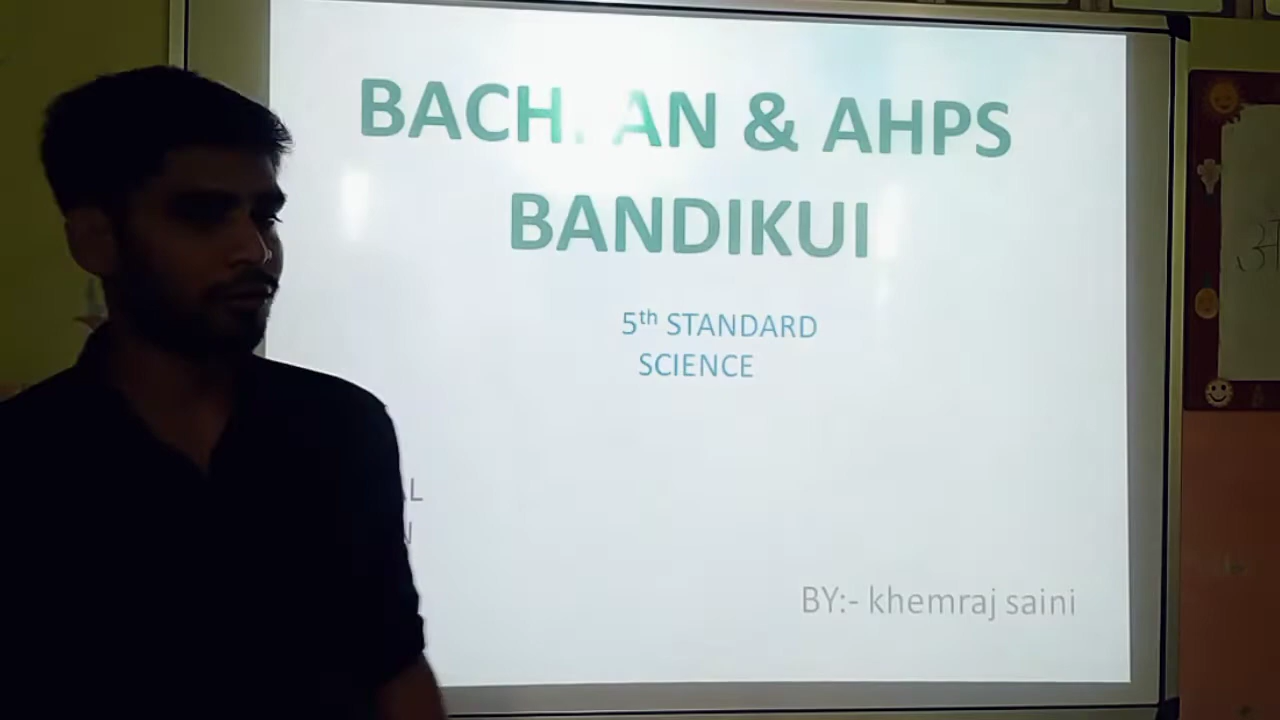 & AHPS
BANDIKUI
5th STANDARD
SCIENCE
BY:- khemraj saini